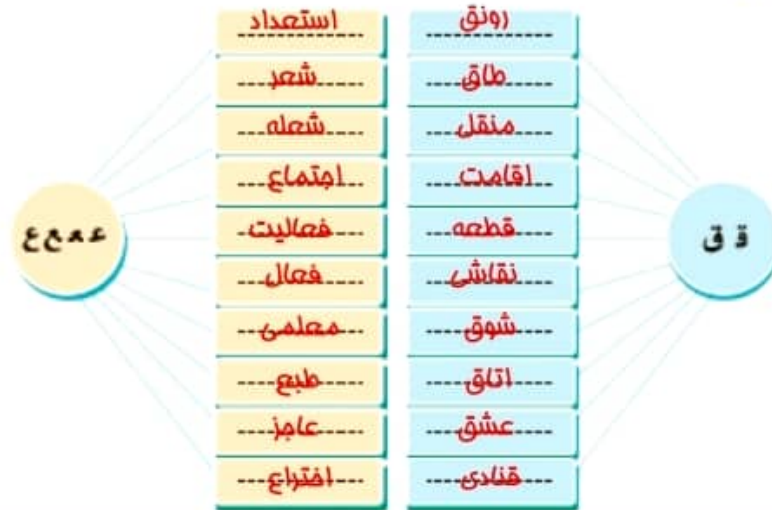 ق ق
رونق
طاق
منقل
اقامت
قطعه
نقاشی
شوق
اتاق
عشق
قنادی
ع ع ع ع
استعداد
شعر
شعله
اجتماع
فعالیت
فعال
معلمی
طبع
عاجز
اختراع